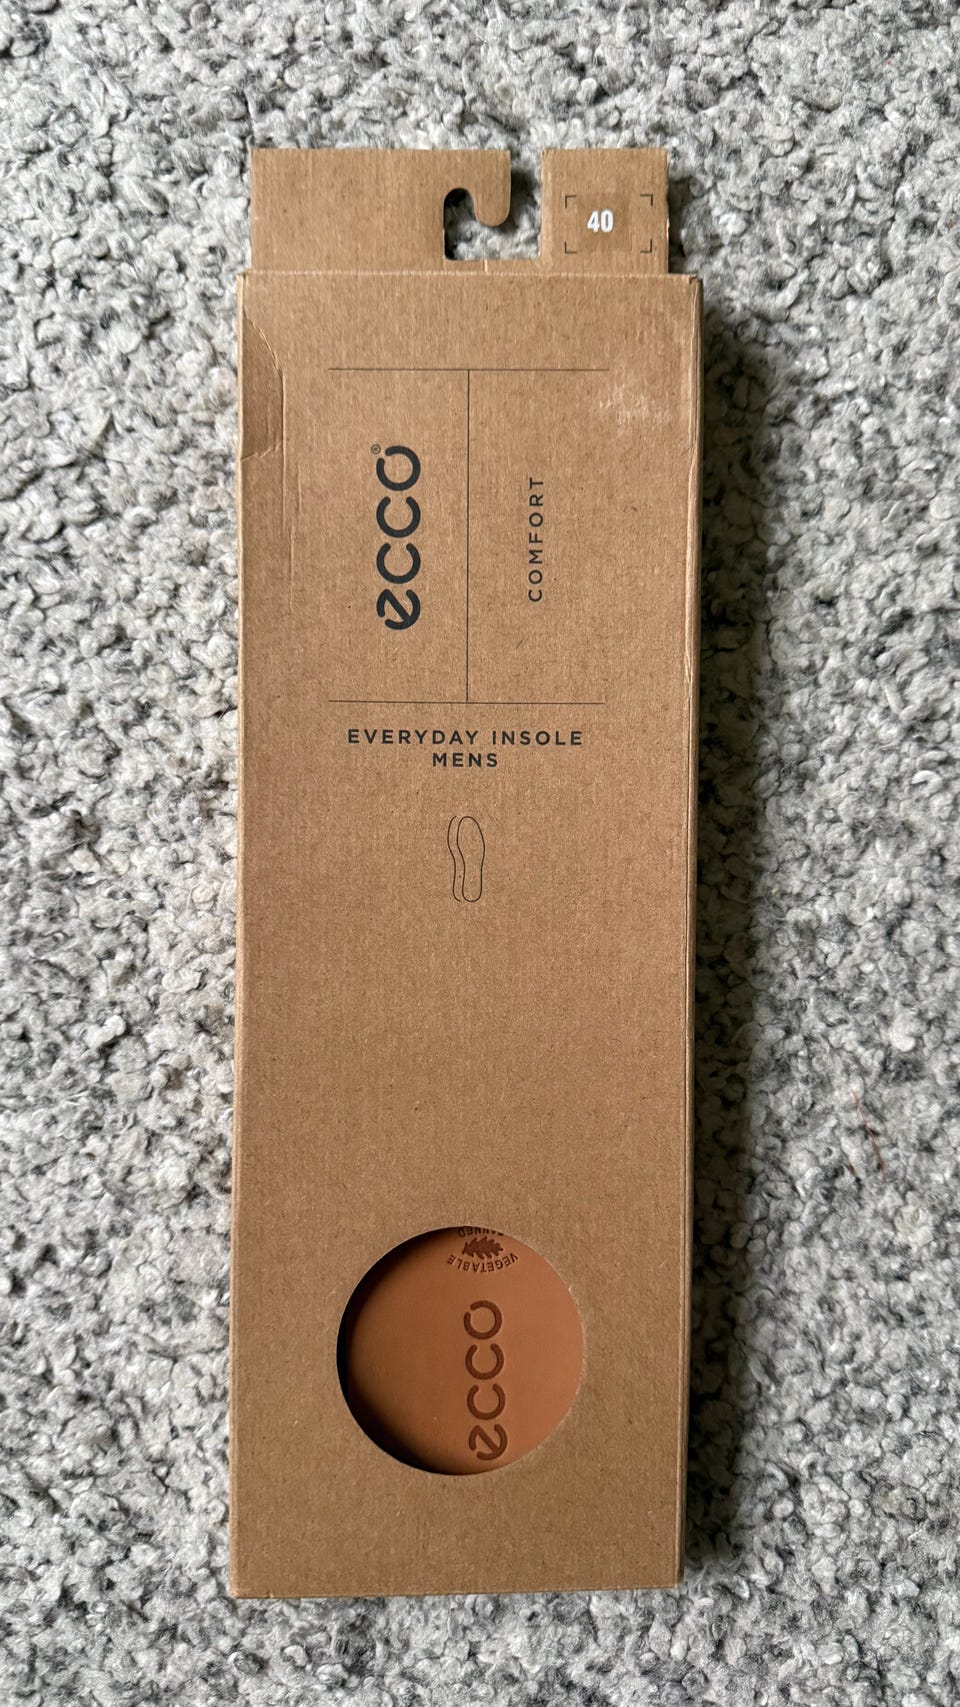 40
ecco®
COMFORT
EVERYDAY INSOLE
MENS
VEGETABLE
TANNED
ecco